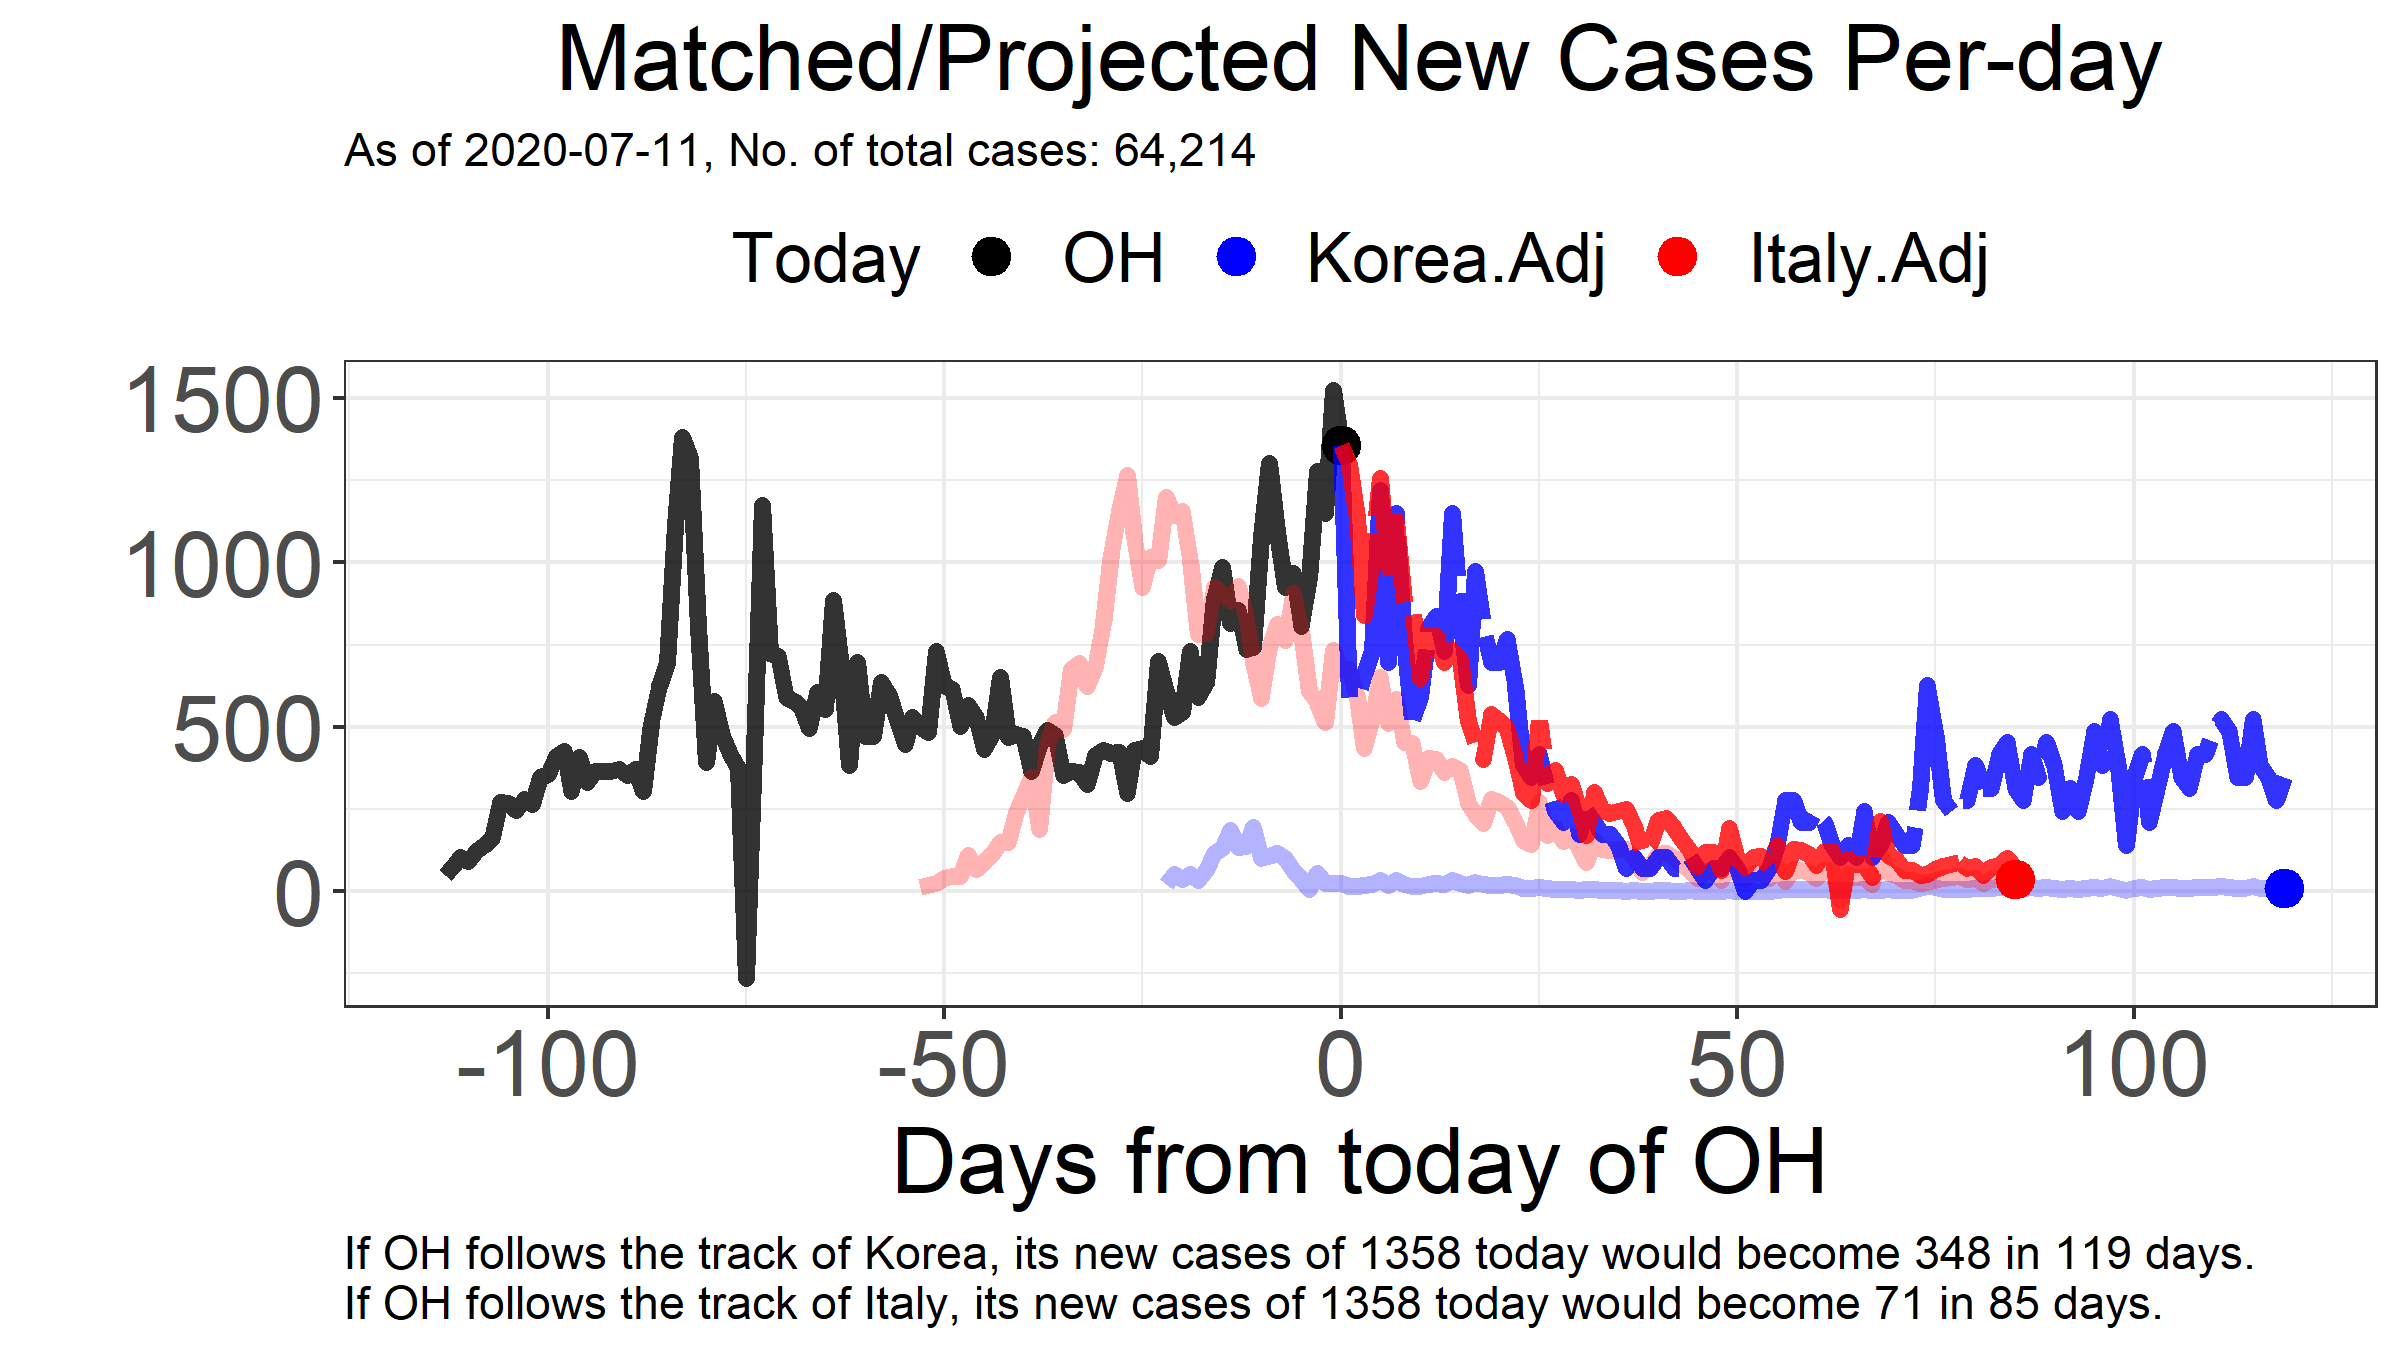 Matched/Projected New Cases Per-day
As of 2020-07-11, No. of total cases: 64,214
Today OH Korea.Adj Italy.Adj
1500
1000
500
0
-100 -50 0 50 100
Days from today of OH
If OH follows the track of Korea, its new cases of 1358 today would become 348 in 119 days.
If OH follows the track of Italy, its new cases of 1358 today would become 71 in 85 days.